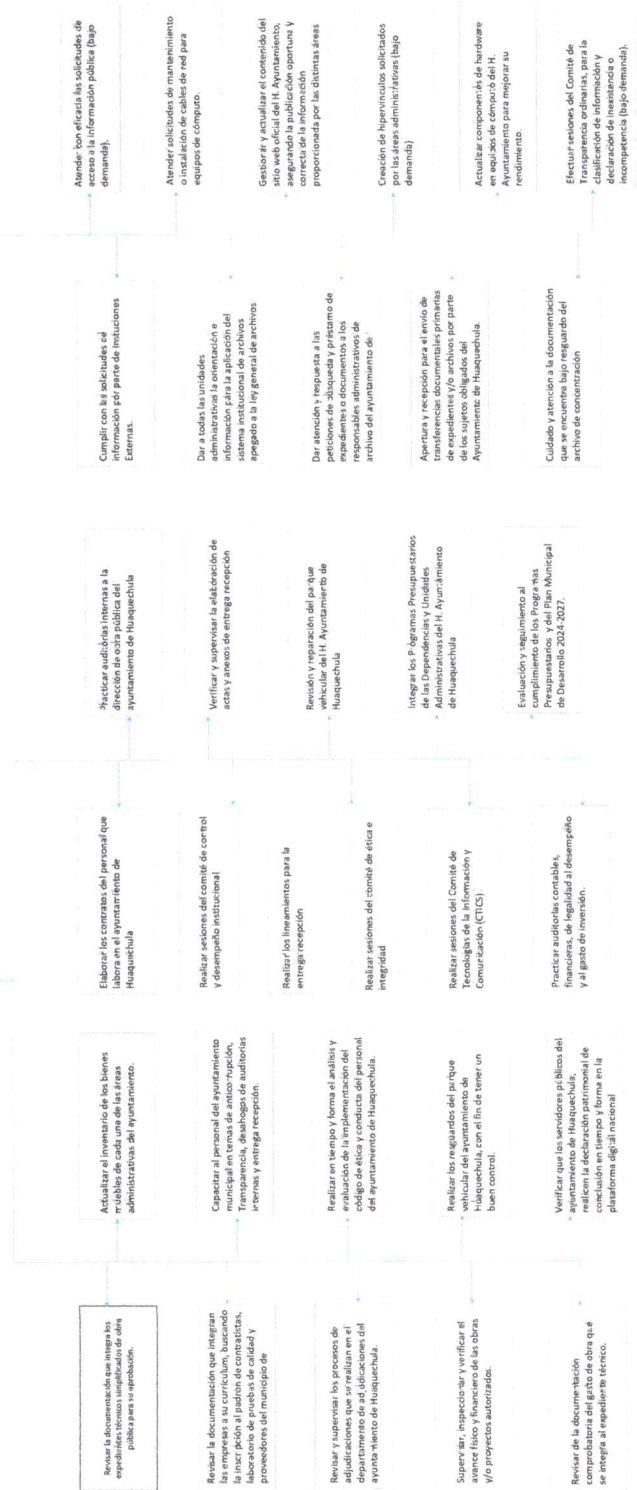 Revisar la documentación que integra los
expedientes técnicos simplificados de obra
pública para su aprobación.
Revisar la documentación que integran
las empresas a su curriculum, buscando
la inscripción al padron de contratistas,
laboratorio de pruebas de calidad y
proveedores del municipio de
Revisar y supervisar los procesos de
adjudicaciones que se realizan en el
departamento de adjudicaciones del
ayuntamiento de Huaquechula.
Supervisar, inspeccionar y verificar el
avance físico y financiero de las obras
y/o proyectos autorizados.
Revisar de la documentación
comprobatoria del gasto de obra que
se integra al expediente técnico.
Actualizar el inventario de los bienes
muebles de cada una de las áreas
administrativas del ayuntamiento.
Capacitar al personal del ayuntamiento
municipal en temas de anticorrupción,
Transparencia, desahogos de auditorias
internas y entrega recepción.
Realizar en tiempo y forma el análisis y
evaluación de la implementación del
código de ética y conducta del personal
del ayuntamiento de Huaquechula.
Realizar los resguardos del parque
vehicular del ayuntamiento de
Huaquechula, con el fin de tener un
buen control.
Verificar que los servidores públicos del
ayuntamiento de Huaquechula,
realicen la declaración patrimonial de
conclusión en tiempo y forma en la
plataforma digital nacional
Elaborar los contratos del personal que
labora en el ayuntamiento de
Huaquechula
Realizar sesiones del comité de control
y desempeño institucional
Realizar los lineamientos para la
entrega recepción
Realizar sesiones del comité de ética e
integridad
Realizar sesiones del Comité de
Tecnologías de la Información y
Comunicación (CTICS)
Practicar auditorías contables,
financieras, de legalidad al desempeño
y al gasto de inversión.
Practicar auditorías internas a la
dirección de obra pública del
ayuntamiento de Huaquechula
Verificar y supervisar la elaboración de
actas y anexos de entrega recepción
Revisión y reparación del parque
vehicular del H. Ayuntamiento de
Huaquechula
Integrar los Programas Presupuestarios
de las Dependencias y Unidades
Administrativas del H. Ayuntamiento
de Huaquechula
Evaluación y seguimiento al
cumplimiento de los Programas
Presupuestarios y del Plan Municipal
de Desarrollo 2024-2027.
Cumplir con las solicitudes de
información por parte de Instituciones
Externas.
Dar a todas las unidades
administrativas la orientación e
información para la aplicación del
sistema institucional de archivos
apegado a la ley general de archivos
Dar atención y respuesta a las
peticiones de búsqueda y préstamo de
expedientes o documentos a los
responsables administrativos de
archivo del ayuntamiento de
Apertura y recepción para el envío de
transferencias documentales primarias
de expedientes y/o archivos por parte
de los sujetos obligados del
Ayuntamiento de Huaquechula.
Cuidado y atención a la documentación
que se encuentre bajo resguardo del
archivo de concentración
Atender con eficacia las solicitudes de
acceso a la información pública (bajo
demanda).
Atender solicitudes de mantenimiento
o instalación de cables de red para
equipos de cómputo.
Gestionar y actualizar el contenido del
sitio web oficial del H. Ayuntamiento,
asegurando la publicación oportuna y
correcta de la información
proporcionada por las distintas áreas
Creación de hipervínculos solicitados
por las áreas administrativas (bajo
demanda)
Actualizar componentes de hardware
en equipos de cómputo del H.
Ayuntamiento para mejorar su
rendimiento.
Efectuar sesiones del Comité de
Transparencia ordinarias, para la
clasificación de información y
declaración de inexistencia o
incompetencia (bajo demanda).